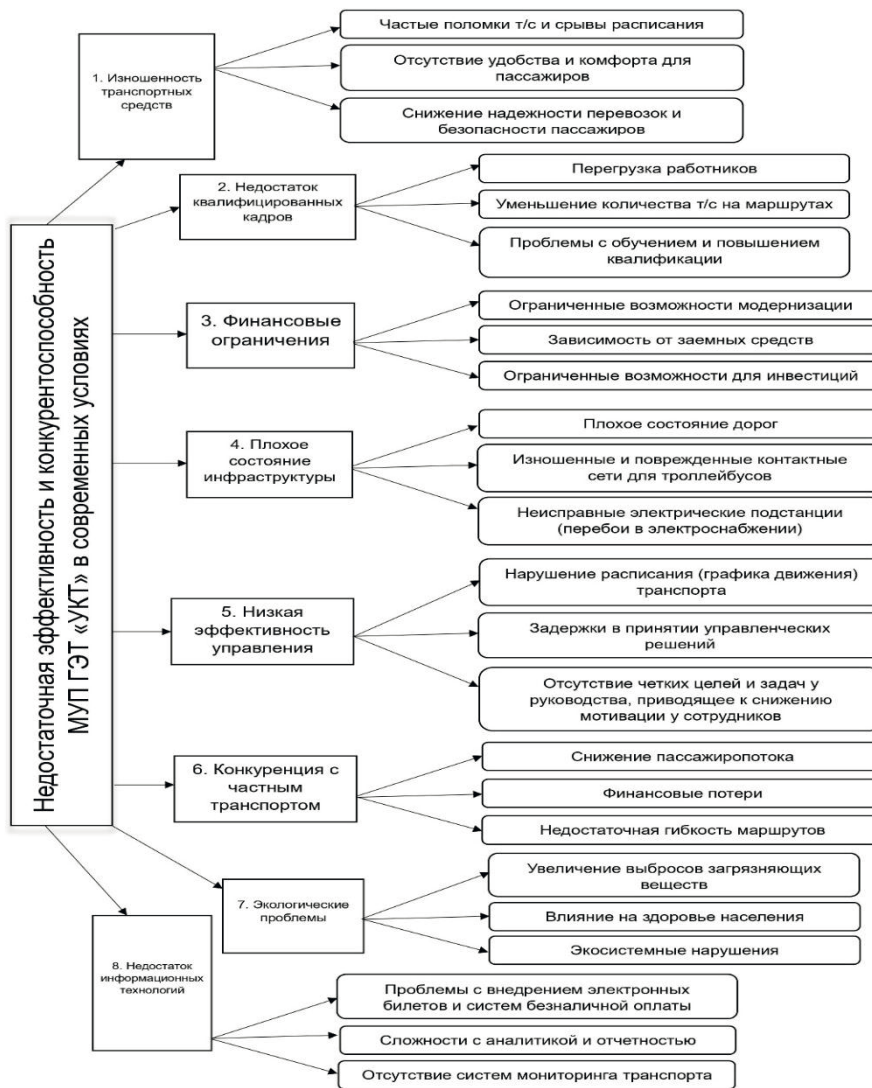 Недостаточная эффективность и конкурентоспособность
МУП ГЭТ «УКТ» в современных условиях
1. Изношенность
транспортных
средств
Частые поломки т/с и срывы расписания
Отсутствие удобства и комфорта для
пассажиров
Снижение надежности перевозок и
безопасности пассажиров
2. Недостаток
квалифицированных
кадров
Перегрузка работников
Уменьшение количества т/с на маршрутах
Проблемы с обучением и повышением
квалификации
3. Финансовые
ограничения
Ограниченные возможности модернизации
Зависимость от заемных средств
Ограниченные возможности для инвестиций
4. Плохое
состояние
инфраструктуры
Плохое состояние дорог
Изношенные и поврежденные контактные
сети для троллейбусов
Неисправные электрические подстанции
(перебои в электроснабжении)
5. Низкая
эффективность
управления
Нарушение расписания (графика движения)
транспорта
Задержки в принятии управленческих
решений
Отсутствие четких целей и задач у
руководства, приводящее к снижению
мотивации у сотрудников
6. Конкуренция с
частным
транспортом
Снижение пассажиропотока
Финансовые потери
Недостаточная гибкость маршрутов
7. Экологические
проблемы
Увеличение выбросов загрязняющих
веществ
Влияние на здоровье населения
Экосистемные нарушения
8. Недостаток
информационных
технологий
Проблемы с внедрением электронных
билетов и систем безналичной оплаты
Сложности с аналитикой и отчетностью
Отсутствие систем мониторинга транспорта